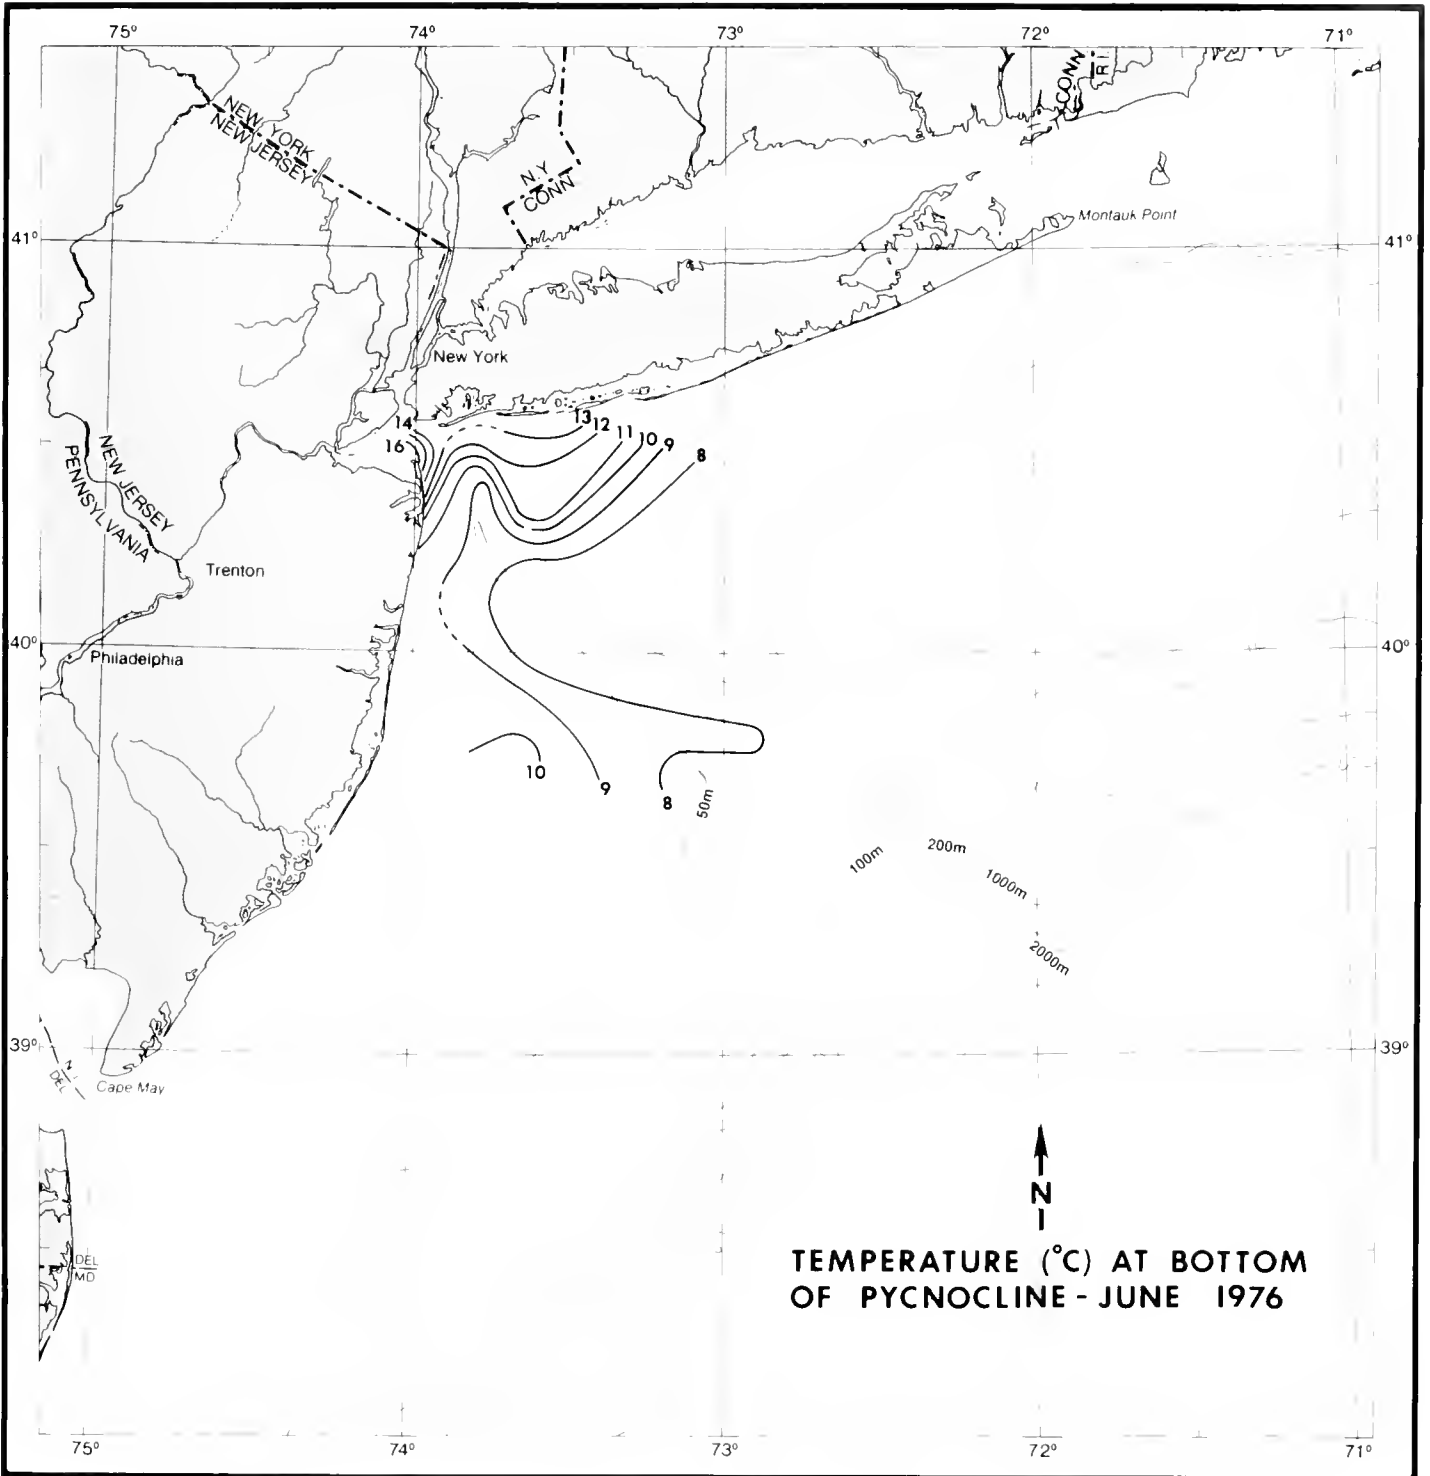 75° 74° 73° 72° 71°
CONN
R I
NEW YORK
NEW JERSEY
N.Y
CONN
Montauk Point
41° 41°
New York
14 13 12 11 10 9 8
16
NEW JERSEY
PENNSYLVANIA
Trenton
40° 40°
Philadelphia
10 9 8 50m
100m 200m
1000m
2000m
39° 39°
N J
DEL
Cape May
N
DEL
MD
TEMPERATURE (°C) AT BOTTOM
OF PYCNOCLINE - JUNE 1976
75° 74° 73° 72° 71°